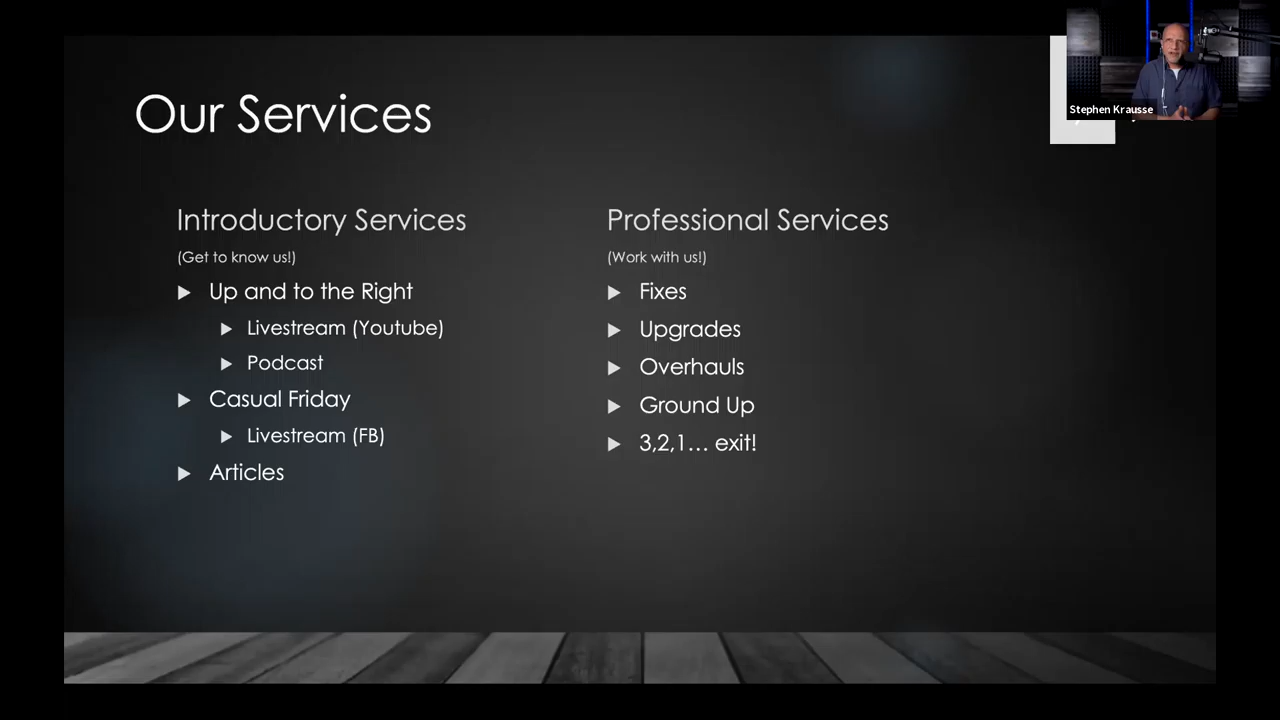 Stephen Krausse
Our Services
Introductory Services
(Get to know us!)
Up and to the Right
Livestream (Youtube)
Podcast
Casual Friday
Livestream (FB)
Articles
Professional Services
(Work with us!)
Fixes
Upgrades
Overhauls
Ground Up
3,2,1… exit!